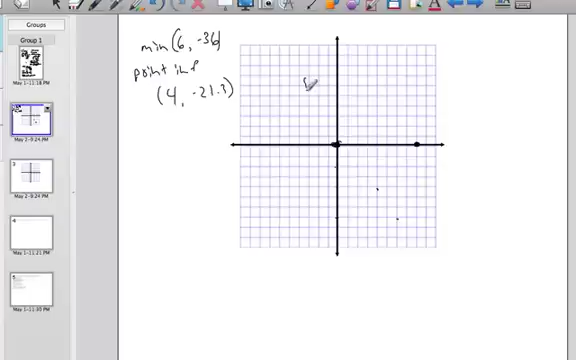 Groups
Group 1
May 1–11:18 PM
May 2–9:24 PM
3
May 2–9:24 PM
4
May 1–11:29 PM
5
May 1–11:30 PM
min (6, -36)
point inf
(4, -21.3)